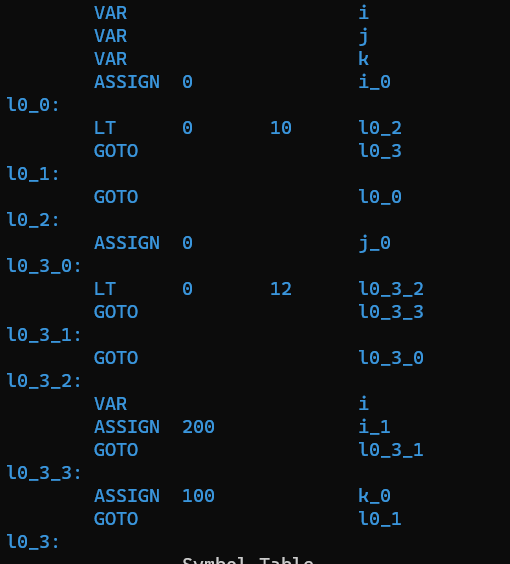 VAR i
VAR j
VAR k
ASSIGN 0 i_0
l0_0:
LT 0 10 l0_2
GOTO l0_3
l0_1:
GOTO l0_0
l0_2:
ASSIGN 0 j_0
l0_3_0:
LT 0 12 l0_3_2
GOTO l0_3_3
l0_3_1:
GOTO l0_3_0
l0_3_2:
VAR i
ASSIGN 200 i_1
GOTO l0_3_1
l0_3_3:
ASSIGN 100 k_0
GOTO l0_1
l0_3:
Symbol Table